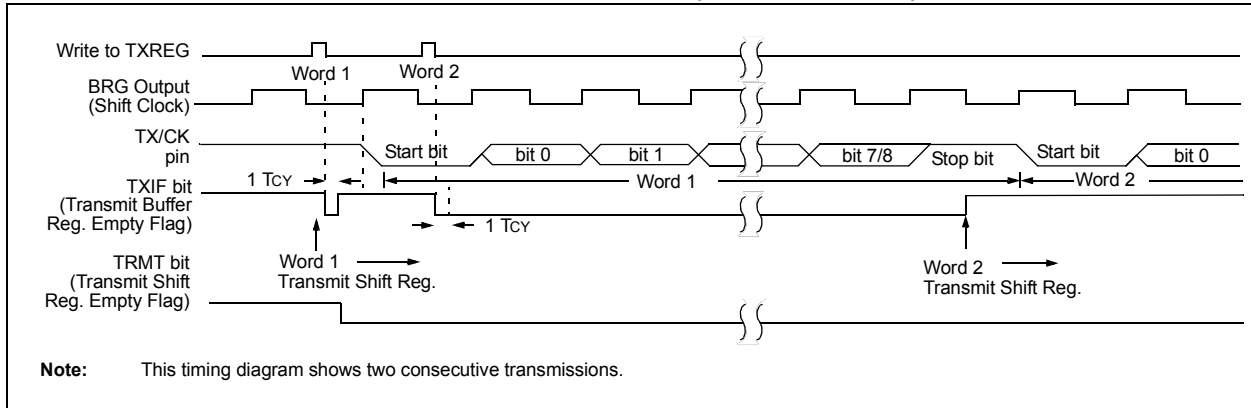 Write to TXREG
Word 1 Word 2
BRG Output
(Shift Clock)
TX/CK
pin
Start bit bit 0 bit 1 bit 7/8 Stop bit Start bit bit 0
1 TCY Word 1 Word 2
TXIF bit
(Transmit Buffer
Reg. Empty Flag)
1 TCY
TRMT bit
(Transmit Shift
Reg. Empty Flag)
Word 1
Transmit Shift Reg.
Word 2
Transmit Shift Reg.
Note: This timing diagram shows two consecutive transmissions.